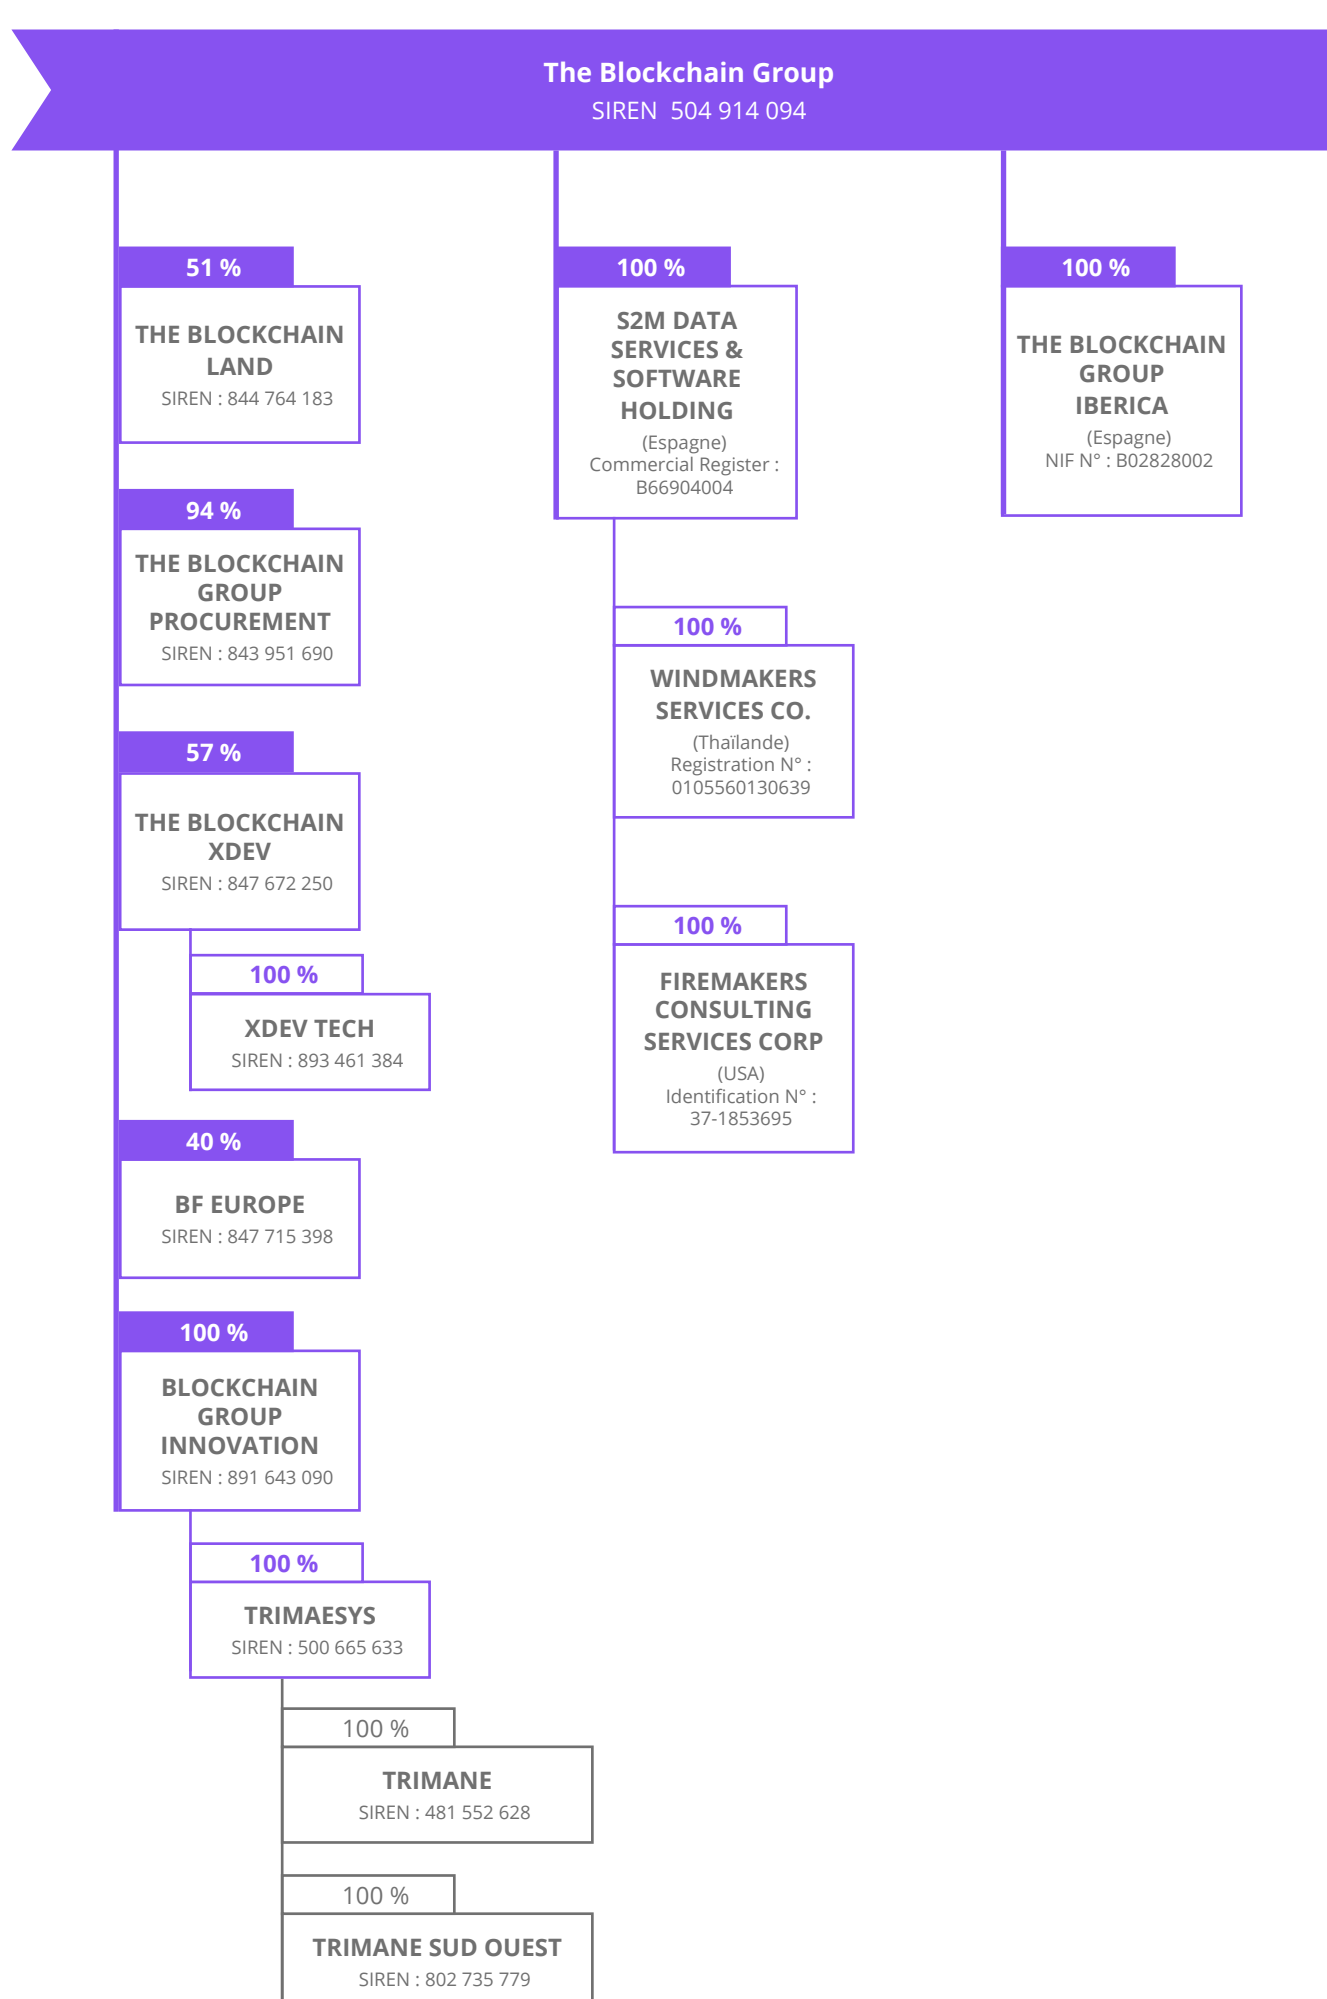 The Blockchain Group
SIREN 504 914 094
51 %
THE BLOCKCHAIN
LAND
SIREN : 844 764 183
94 %
THE BLOCKCHAIN
GROUP
PROCUREMENT
SIREN : 843 951 690
57 %
THE BLOCKCHAIN
XDEV
SIREN : 847 672 250
100 %
XDEV TECH
SIREN : 893 461 384
40 %
BF EUROPE
SIREN : 847 715 398
100 %
BLOCKCHAIN
GROUP
INNOVATION
SIREN : 891 643 090
100 %
TRIMAESYS
SIREN : 500 665 633
100 %
TRIMANE
SIREN : 481 552 628
100 %
TRIMANE SUD OUEST
SIREN : 802 735 779
100 %
S2M DATA
SERVICES &
SOFTWARE
HOLDING
(Espagne)
Commercial Register :
B66904004
100 %
WINDMAKERS
SERVICES CO.
(Thaïlande)
Registration N° :
0105560130639
100 %
FIREMAKERS
CONSULTING
SERVICES CORP
(USA)
Identification N° :
37-1853695
100 %
THE BLOCKCHAIN
GROUP
IBERICA
(Espagne)
NIF N° : B02828002